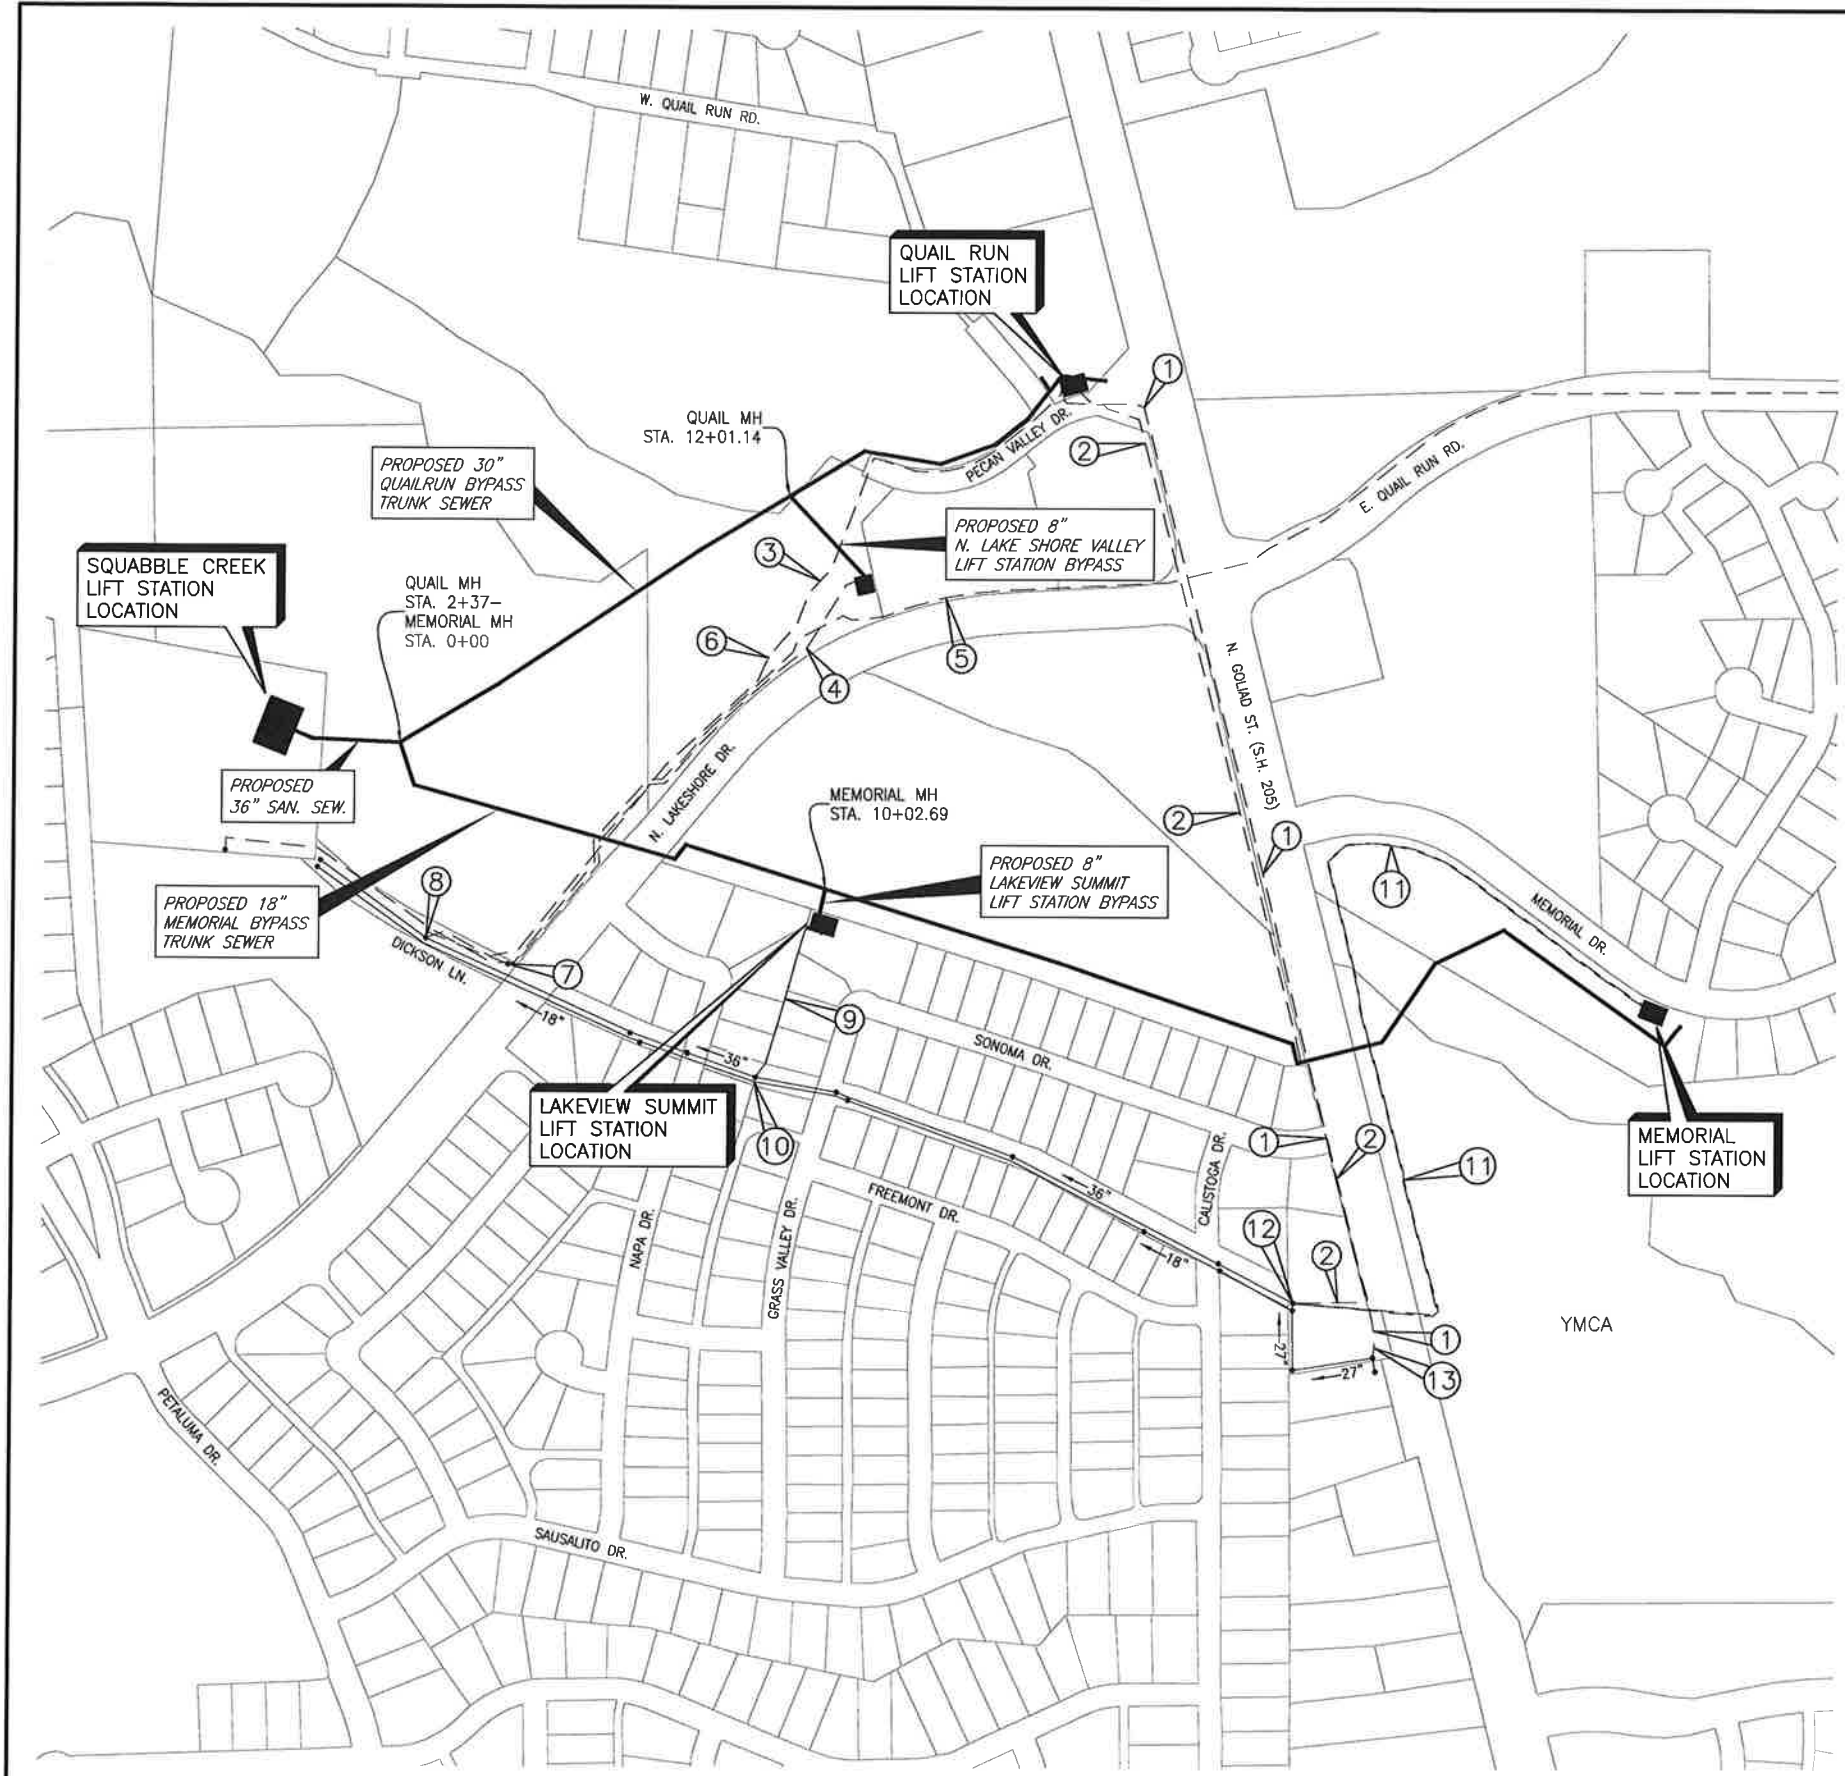 W. QUAIL RUN RD.
QUAIL RUN
LIFT STATION
LOCATION
1
QUAIL MH
STA. 12+01.14
PECAN VALLEY DR.
2
PROPOSED 30"
QUAILRUN BYPASS
TRUNK SEWER
E. QUAIL RUN RD.
PROPOSED 8"
N. LAKE SHORE VALLEY
LIFT STATION BYPASS
3
SQUABBLE CREEK
LIFT STATION
LOCATION
QUAIL MH
STA. 2+37-
MEMORIAL MH
STA. 0+00
6
5
4
N. GOLIAD ST. (S.H. 205)
PROPOSED
36" SAN. SEW.
N. LAKESHORE DR.
MEMORIAL MH
STA. 10+02.69
2
1
PROPOSED 8"
LAKEVIEW SUMMIT
LIFT STATION BYPASS
11
8
PROPOSED 18"
MEMORIAL BYPASS
TRUNK SEWER
MEMORIAL DR.
DICKSON LN.
7
18"
9
SONOMA DR.
36"
LAKEVIEW SUMMIT
LIFT STATION
LOCATION
10
1
2
11
MEMORIAL
LIFT STATION
LOCATION
36"
CALISTOGA DR.
FREEMONT DR.
NAPA DR.
GRASS VALLEY DR.
12
2
18"
YMCA
1
27"
27"
13
PETALUMA DR.
SAUSALITO DR.